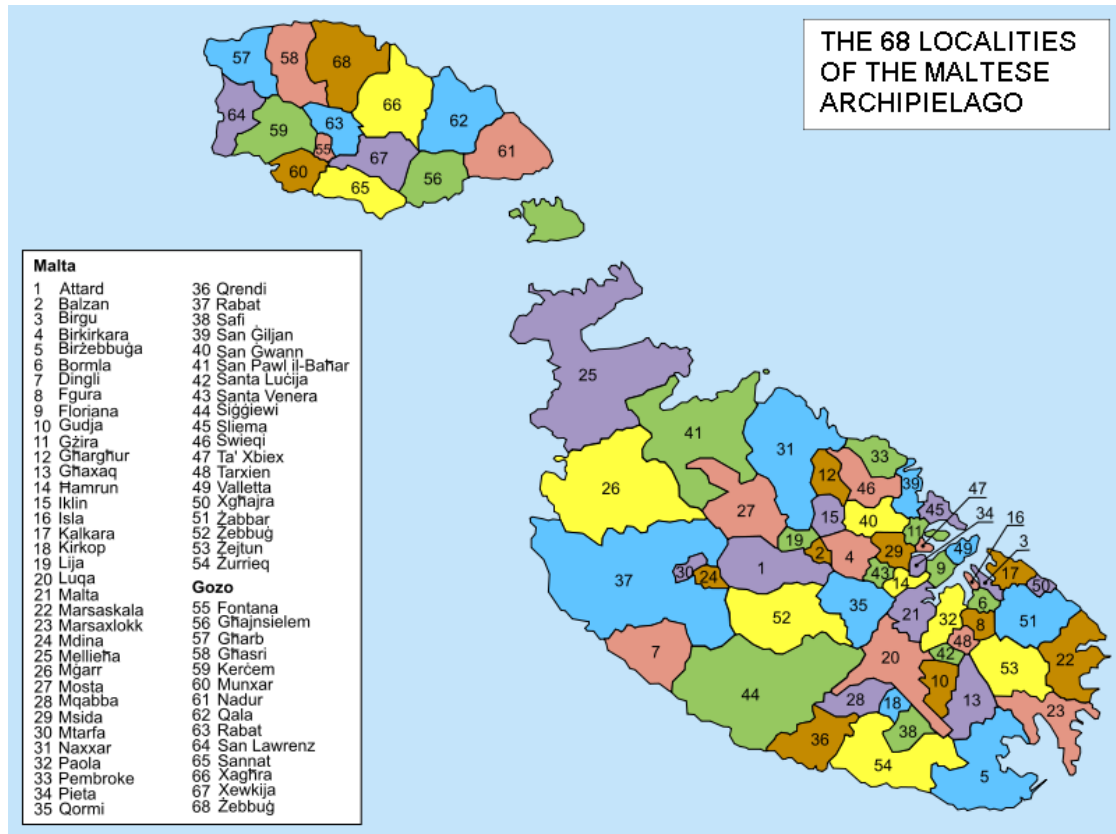 THE 68 LOCALITIES
OF THE MALTESE
ARCHIPIELAGO
57
58
68
66
64
63
62
59
55
67
61
60
65
56
Malta
1 Attard
2 Balzan
3 Birgu
4 Birkirkara
5 Birżebbuġa
6 Bormla
7 Dingli
8 Fgura
9 Floriana
10 Gudja
11 Gżira
12 Għargħur
13 Għaxaq
14 Ħamrun
15 Iklin
16 Isla
17 Kalkara
18 Kirkop
19 Lija
20 Luqa
21 Malta
22 Marsaskala
23 Marsaxlokk
24 Mdina
25 Mellieħa
26 Mġarr
27 Mosta
28 Mqabba
29 Msida
30 Mtarfa
31 Naxxar
32 Paola
33 Pembroke
34 Pieta
35 Qormi
36 Qrendi
37 Rabat
38 Safi
39 San Ġiljan
40 San Ġwann
41 San Pawl il-Baħar
42 Santa Luċija
43 Santa Venera
44 Siġġiewi
45 Sliema
46 Swieqi
47 Ta' Xbiex
48 Tarxien
49 Valletta
50 Xgħajra
51 Żabbar
52 Żebbuġ
53 Żejtun
54 Żurrieq
Gozo
55 Fontana
56 Għajnsielem
57 Għarb
58 Għasri
59 Kerċem
60 Munxar
61 Nadur
62 Qala
63 Rabat
64 San Lawrenz
65 Sannat
66 Xagħra
67 Xewkija
68 Żebbuġ
25
41
31
33
12
46
39
47
26
27
15
40
11
45
34
16
19
2
4
29
49
3
37
30
24
1
43
14
9
17
50
52
35
21
32
6
8
51
7
20
48
42
53
22
44
28
18
10
13
23
36
38
54
5